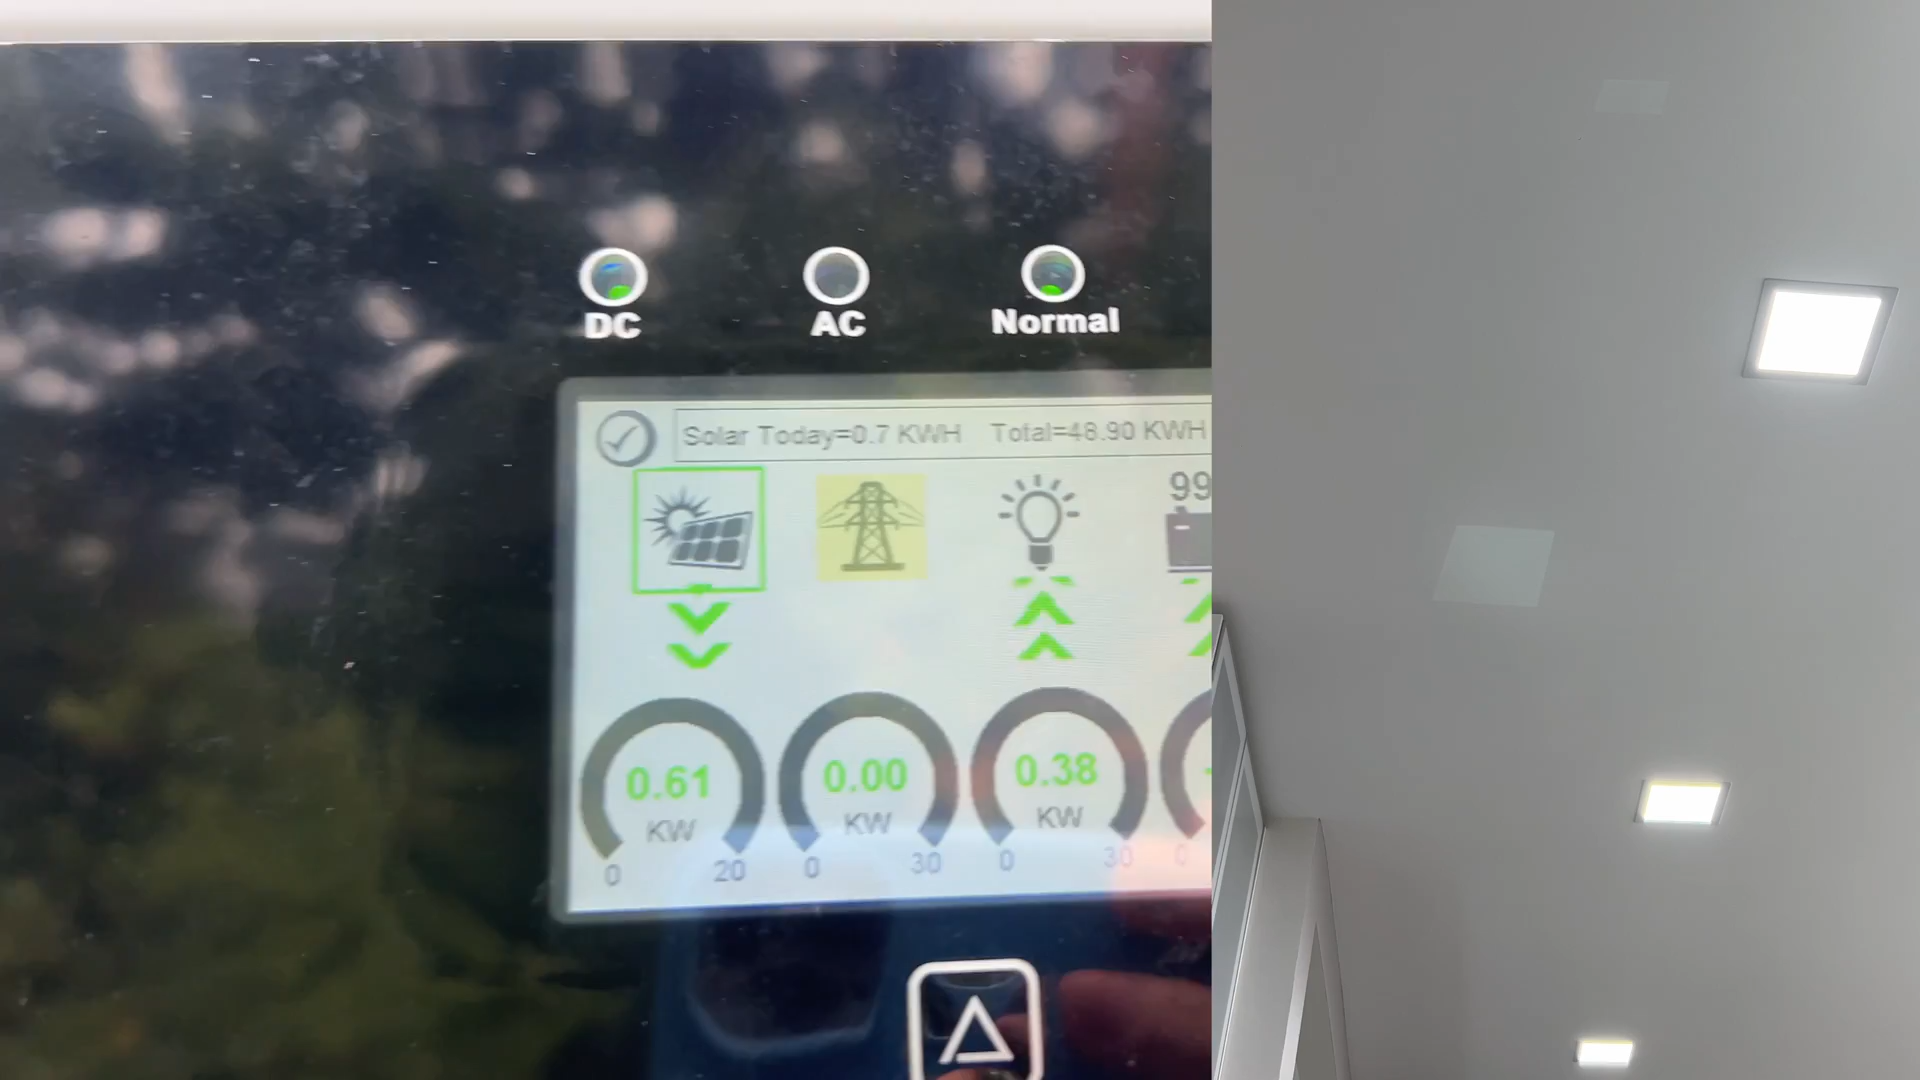 DC AC Normal
Solar Today=0.7 KWH Total=48.90 KWH
99
0.61 0.00 0.38
KW KW KW
0 20 0 30 0 30 0